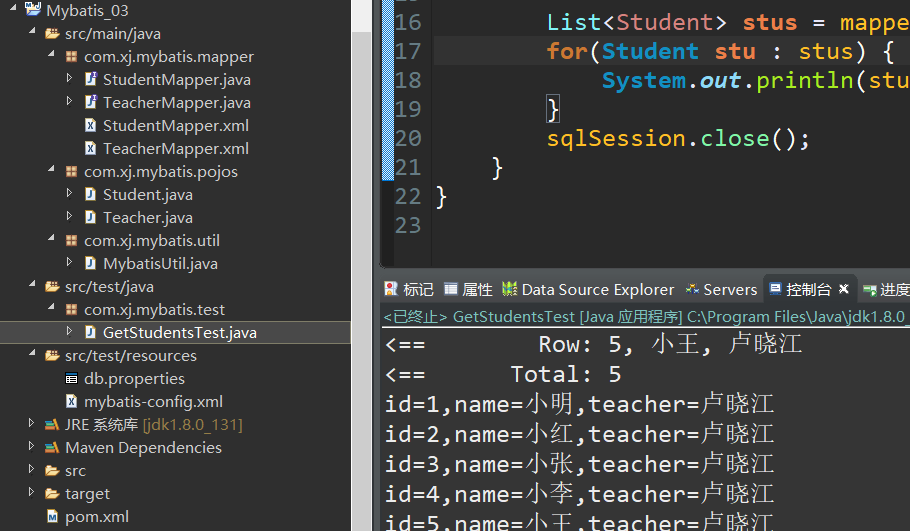 Mybatis_03
src/main/java
com.xj.mybatis.mapper
StudentMapper.java
TeacherMapper.java
StudentMapper.xml
TeacherMapper.xml
com.xj.mybatis.pojos
Student.java
Teacher.java
com.xj.mybatis.util
MybatisUtil.java
src/test/java
com.xj.mybatis.test
GetStudentsTest.java
src/test/resources
db.properties
mybatis-config.xml
JRE 系统库 [jdk1.8.0_131]
Maven Dependencies
src
target
pom.xml
16 List<Student> stus = mappe
17 for(Student stu : stus) {
18 System.out.println(stu
19 }
20 sqlSession.close();
21 }
22 }
23
标记 属性 Data Source Explorer Servers 控制台 进度
<已终止> GetStudentsTest [Java 应用程序] C:\Program Files\Java\jdk1.8.0_
<== Row: 5, 小王, 卢晓江
<== Total: 5
id=1,name=小明,teacher=卢晓江
id=2,name=小红,teacher=卢晓江
id=3,name=小张,teacher=卢晓江
id=4,name=小李,teacher=卢晓江
id=5,name=小王,teacher=卢晓江